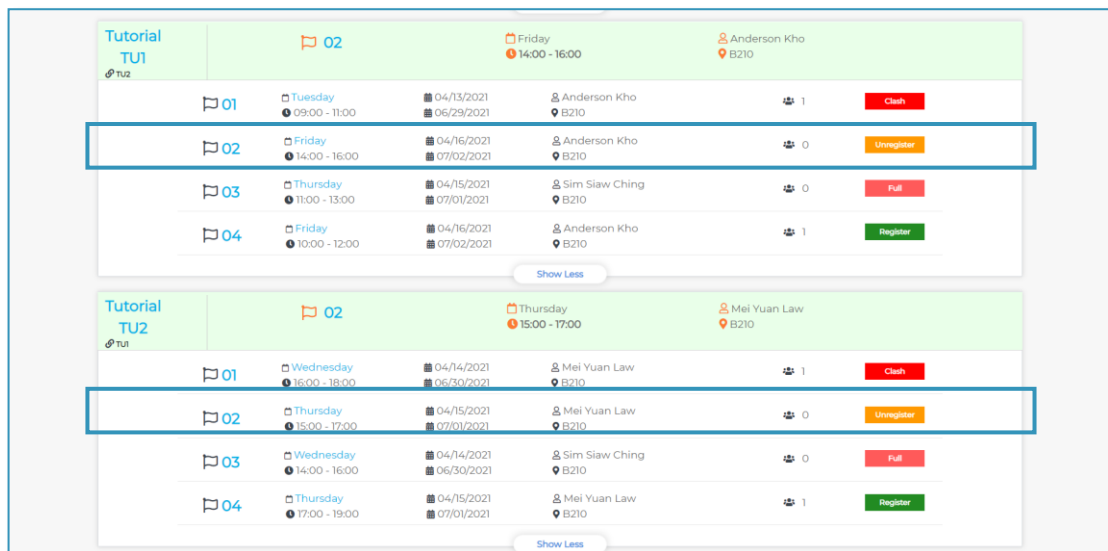 Tutorial
TU1
TU2
02
Friday
14:00 - 16:00
Anderson Kho
B210
01
Tuesday
09:00 - 11:00
04/13/2021
06/29/2021
Anderson Kho
B210
1
Clash
02
Friday
14:00 - 16:00
04/16/2021
07/02/2021
Anderson Kho
B210
0
Unregister
03
Thursday
11:00 - 13:00
04/15/2021
07/01/2021
Sim Siaw Ching
B210
0
Full
04
Friday
10:00 - 12:00
04/16/2021
07/02/2021
Anderson Kho
B210
1
Register
Show Less
Tutorial
TU2
TU1
02
Thursday
15:00 - 17:00
Mei Yuan Law
B210
01
Wednesday
16:00 - 18:00
04/14/2021
06/30/2021
Mei Yuan Law
B210
1
Clash
02
Thursday
15:00 - 17:00
04/15/2021
07/01/2021
Mei Yuan Law
B210
0
Unregister
03
Wednesday
14:00 - 16:00
04/14/2021
06/30/2021
Sim Siaw Ching
B210
0
Full
04
Thursday
17:00 - 19:00
04/15/2021
07/01/2021
Mei Yuan Law
B210
1
Register
Show Less